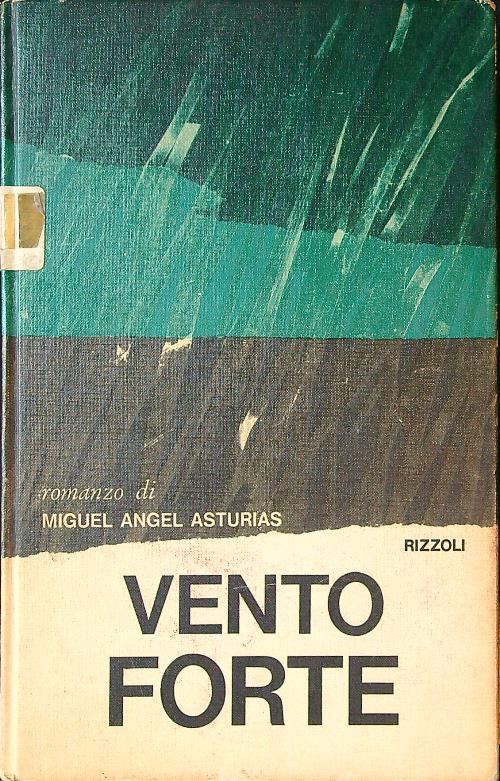 romanzo di
MIGUEL ANGEL ASTURIAS
RIZZOLI
VENTO
FORTE